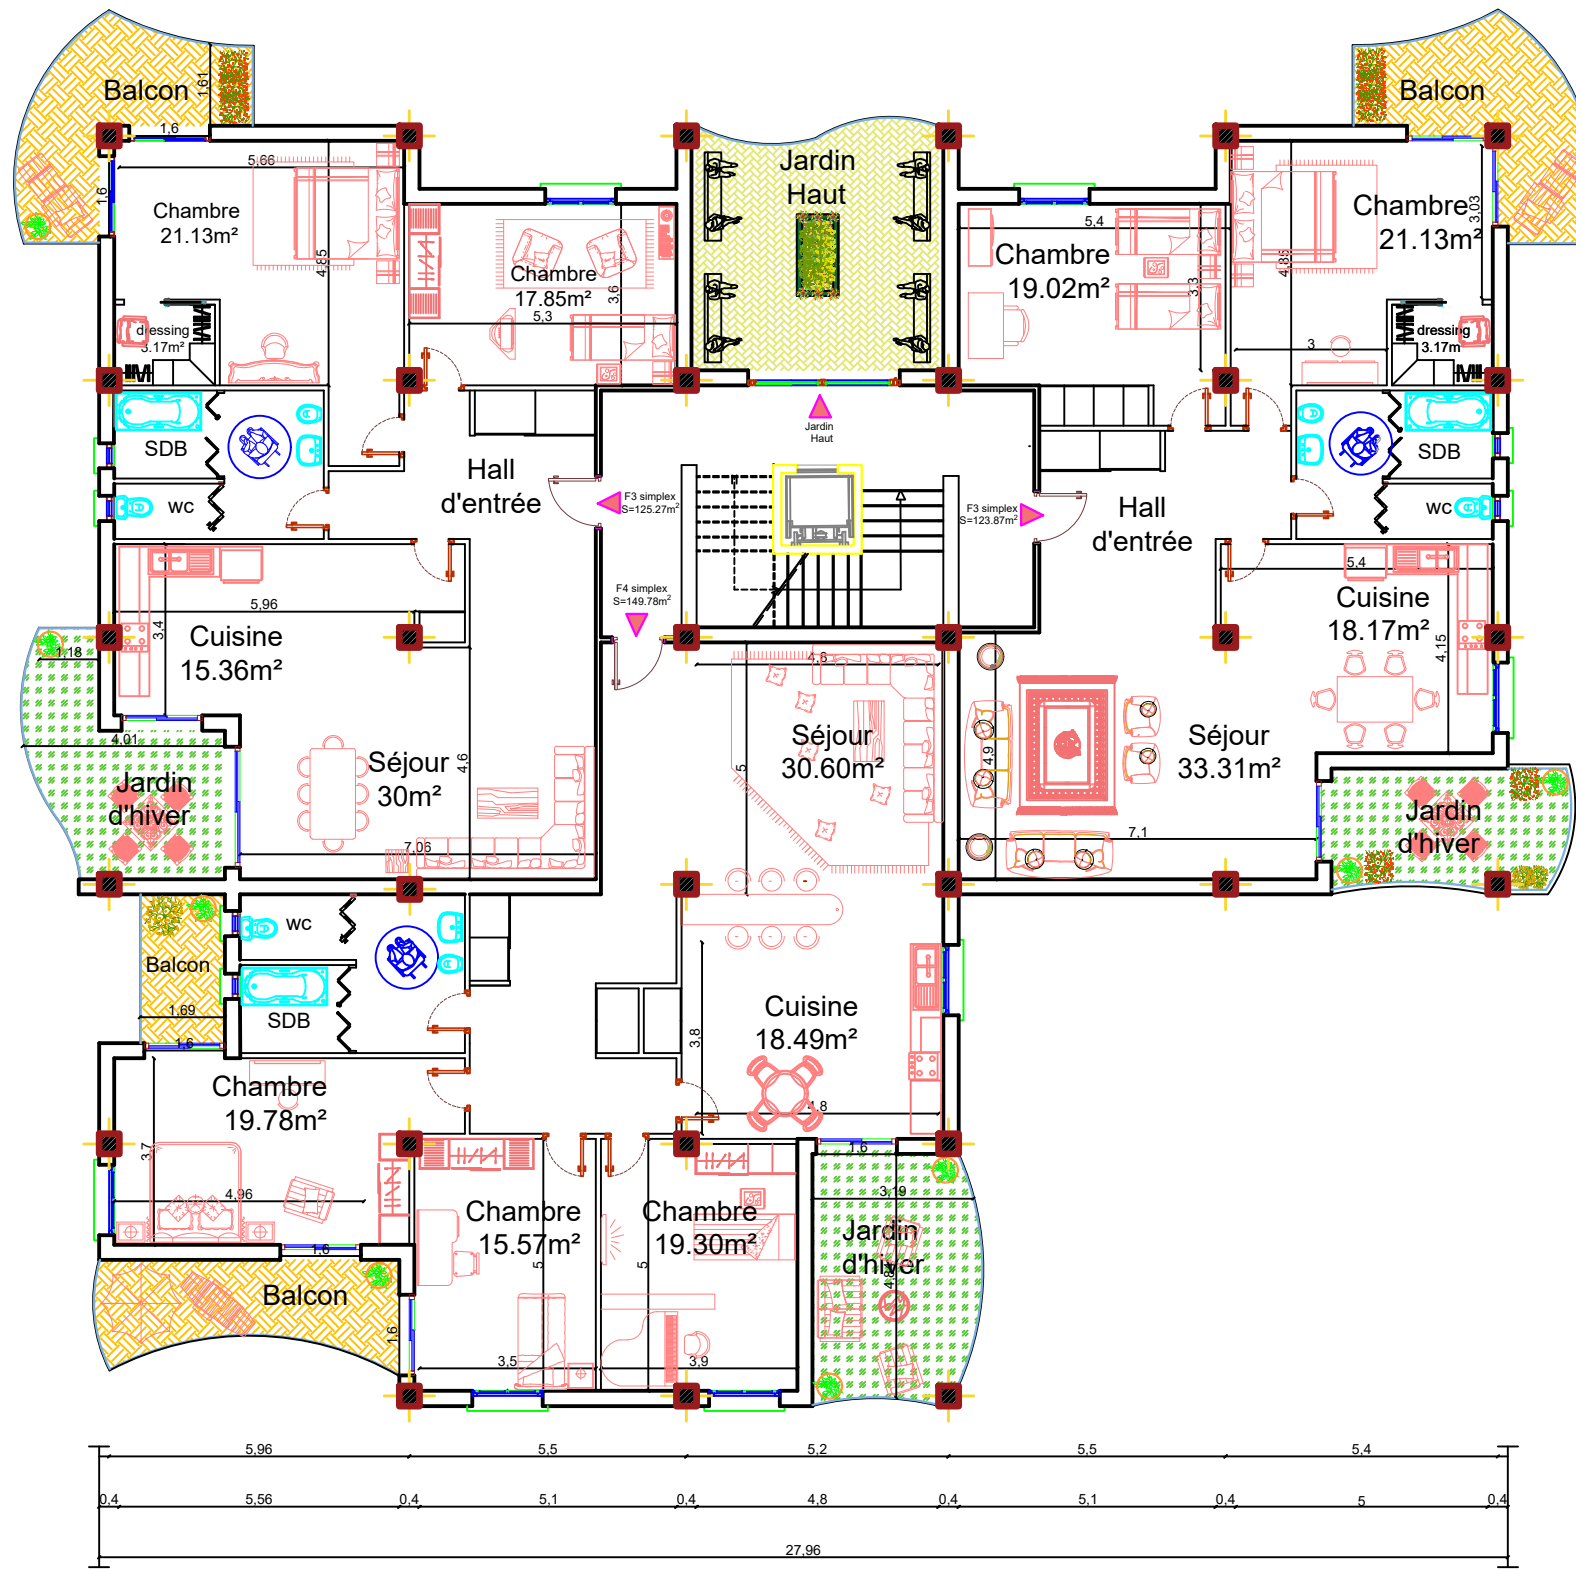 Balcon
1,61
1,6
5,66
1,6
Chambre
21.13m²
4,85
dressing
3.17m²
Chambre
17.85m²
3,6
5,3
Jardin
Haut
5,4
Chambre
19.02m²
3,3
Balcon
Chambre
21.13m²
3,03
4,85
3
dressing
3.17m
SDB
wc
Hall
d'entrée
F3 simplex
S=125.27m²
Jardin
Haut
F3 simplex
S=123.87m²
F4 simplex
S=149.78m²
Hall
d'entrée
SDB
wc
5,96
3,4
Cuisine
15.36m²
1,18
4,01
Jardin
d'hiver
Séjour
30m²
4,6
7,06
4,6
5
Séjour
30.60m²
5,4
Cuisine
18.17m²
4,15
4,9
Séjour
33.31m²
7,1
Jardin
d'hiver
wc
Balcon
SDB
1,69
1,6
Cuisine
18.49m²
3,8
4,8
Chambre
19.78m²
3,7
4,96
1,6
Balcon
1,6
Chambre
15.57m²
5
3,5
Chambre
19.30m²
5
3,9
1,6
3,19
Jardin
d'hiver
5,96 5,5 5,2 5,5 5,4
0,4 5,56 0,4 5,1 0,4 4,8 0,4 5,1 0,4 5 0,4
27,96